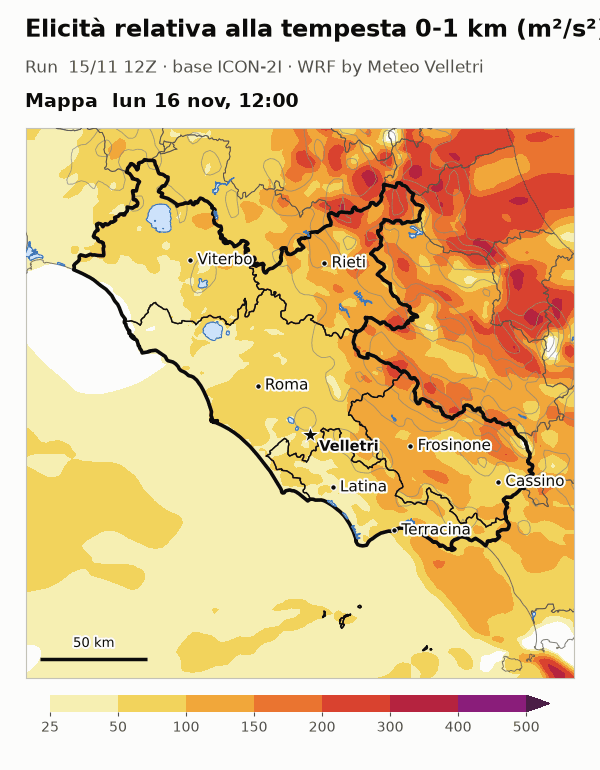 Elicità relativa alla tempesta 0-1 km (m²/s²)
Run 15/11 12Z · base ICON-2I · WRF by Meteo Velletri
Mappa lun 16 nov, 12:00
Viterbo
Rieti
Roma
Velletri
Frosinone
Cassino
Latina
Terracina
50 km
25 50 100 150 200 300 400 500